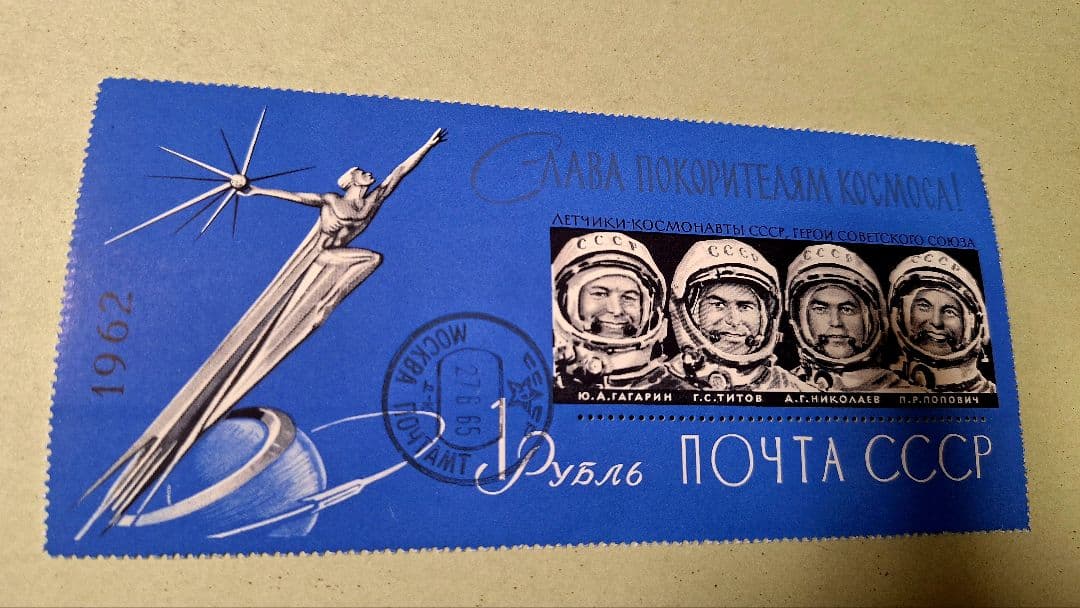 СЛАВА ПОКОРИТЕЛЯМ КОСМОСА!
ЛЕТЧИКИ-КОСМОНАВТЫ СССР, ГЕРОИ СОВЕТСКОГО СОЮЗА
СССР СССР СССР СССР
Ю.А.ГАГАРИН Г.С.ТИТОВ А.Г.НИКОЛАЕВ П.Р.ПОПОВИЧ
1962
МОСКВА ПОЧТАМТ
27 6 65
1 РУБЛЬ ПОЧТА СССР